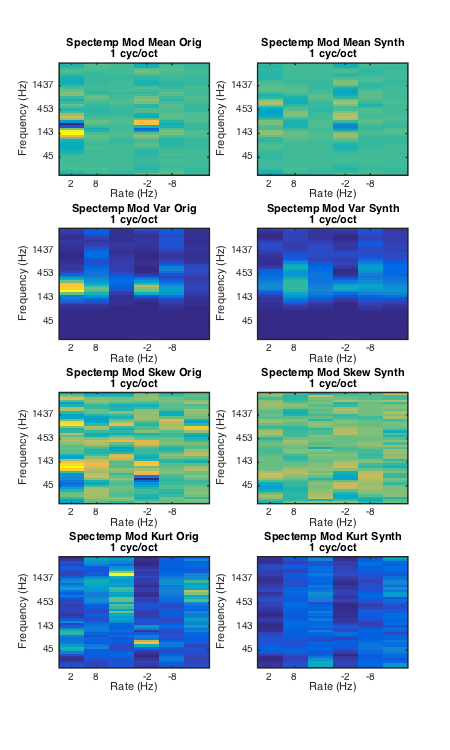 Spectemp Mod Mean Orig
1 cyc/oct
Frequency (Hz)
1437
453
143
45
2 8 -2 -8
Rate (Hz)
Spectemp Mod Mean Synth
1 cyc/oct
Frequency (Hz)
1437
453
143
45
2 8 -2 -8
Rate (Hz)
Spectemp Mod Var Orig
1 cyc/oct
Frequency (Hz)
1437
453
143
45
2 8 -2 -8
Rate (Hz)
Spectemp Mod Var Synth
1 cyc/oct
Frequency (Hz)
1437
453
143
45
2 8 -2 -8
Rate (Hz)
Spectemp Mod Skew Orig
1 cyc/oct
Frequency (Hz)
1437
453
143
45
2 8 -2 -8
Rate (Hz)
Spectemp Mod Skew Synth
1 cyc/oct
Frequency (Hz)
1437
453
143
45
2 8 -2 -8
Rate (Hz)
Spectemp Mod Kurt Orig
1 cyc/oct
Frequency (Hz)
1437
453
143
45
2 8 -2 -8
Rate (Hz)
Spectemp Mod Kurt Synth
1 cyc/oct
Frequency (Hz)
1437
453
143
45
2 8 -2 -8
Rate (Hz)